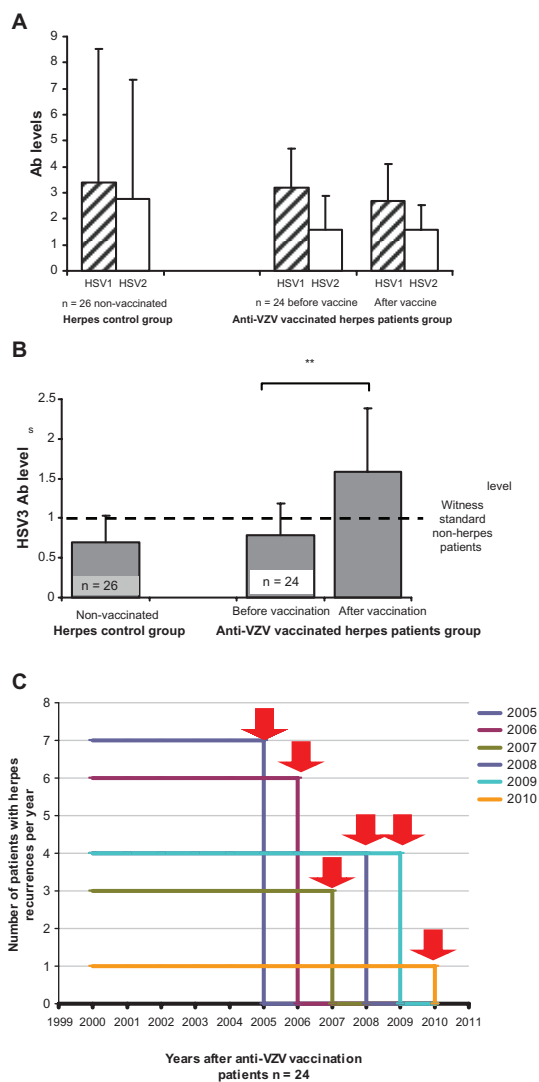 A
9
8
7
6
5
4
3
2
1
0
Ab levels
HSV1 HSV2
HSV1 HSV2
HSV1 HSV2
n = 26 non-vaccinated
n = 24 before vaccine
After vaccine
Herpes control group
Anti-VZV vaccinated herpes patients group
B
**
2.5
2
1.5
1
0.5
0
HSV3 Ab level
s
level
Witness
standard
non-herpes
patients
n = 26
n = 24
Non-vaccinated
Before vaccination
After vaccination
Herpes control group
Anti-VZV vaccinated herpes patients group
C
8
7
6
5
4
3
2
1
0
Number of patients with herpes
recurrences per year
2005
2006
2007
2008
2009
2010
1999 2000 2001 2002 2003 2004 2005 2006 2007 2008 2009 2010 2011
Years after anti-VZV vaccination
patients n = 24